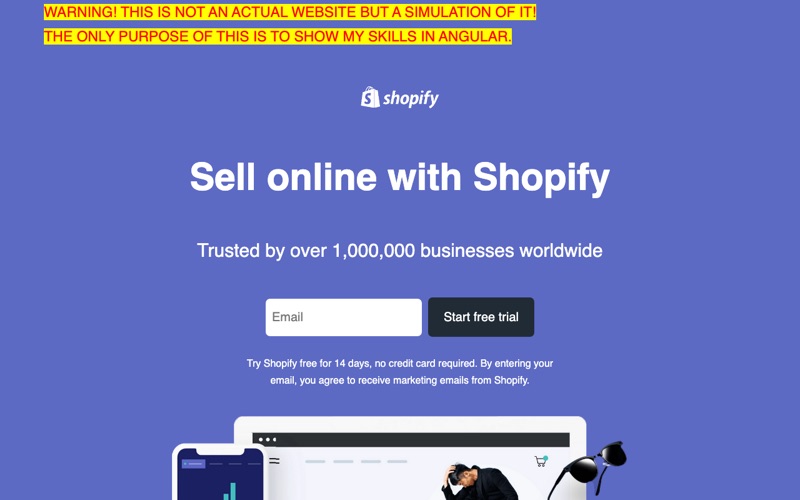 WARNING! THIS IS NOT AN ACTUAL WEBSITE BUT A SIMULATION OF IT!
THE ONLY PURPOSE OF THIS IS TO SHOW MY SKILLS IN ANGULAR.
shopify
Sell online with Shopify
Trusted by over 1,000,000 businesses worldwide
Email
Start free trial
Try Shopify free for 14 days, no credit card required. By entering your
email, you agree to receive marketing emails from Shopify.